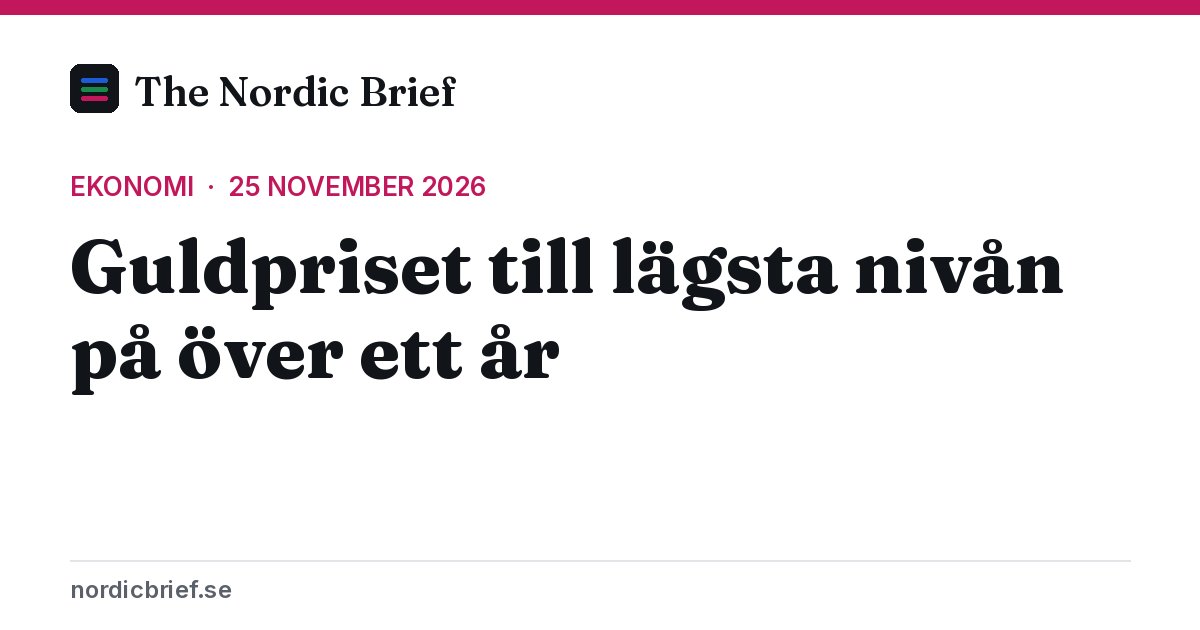 The Nordic Brief
EKONOMI · 25 NOVEMBER 2026
Guldpriset till lägsta nivån
på över ett år
nordicbrief.se